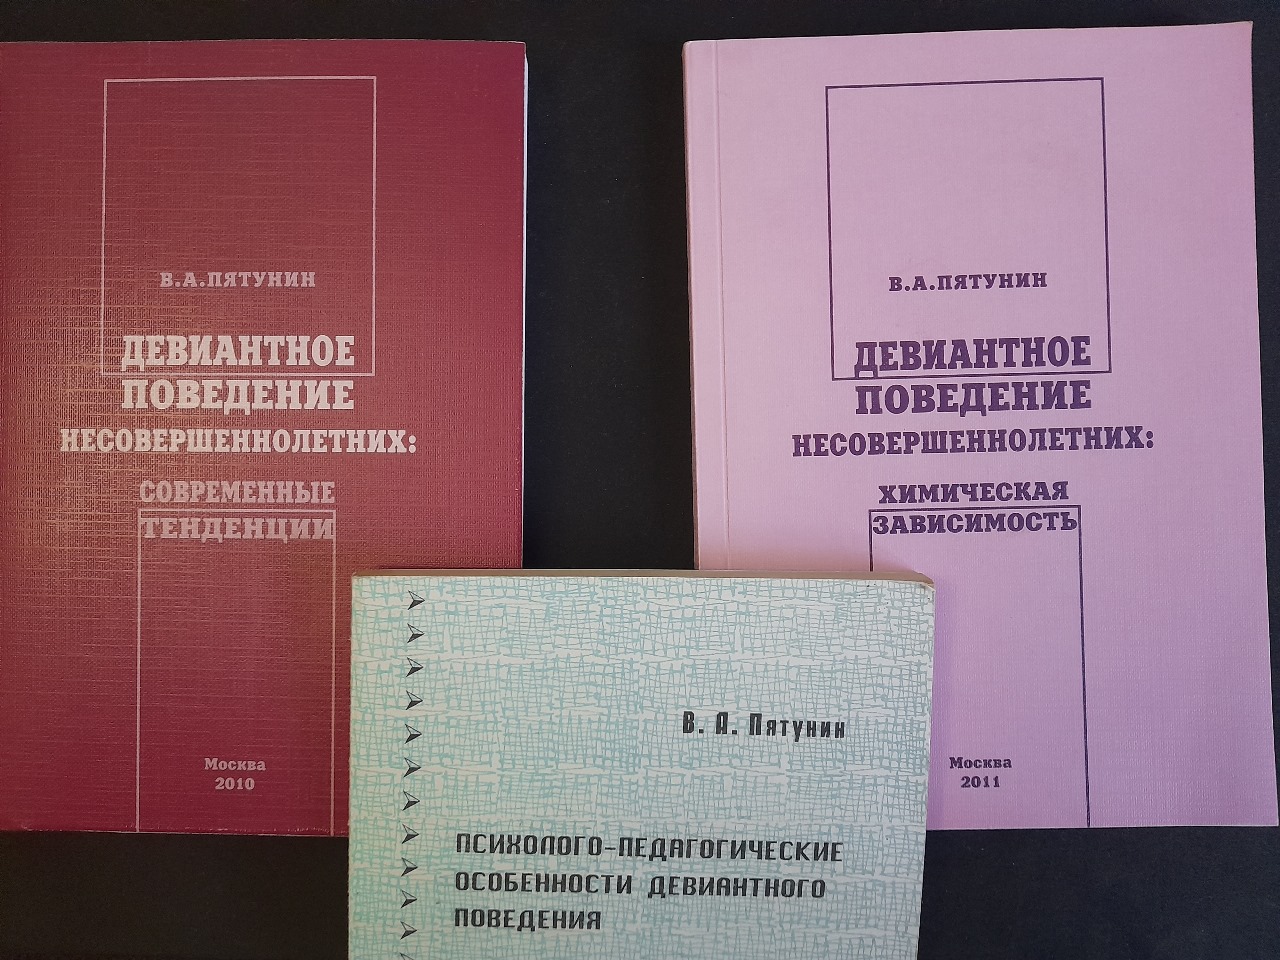 В.А.ПЯТУНИН
ДЕВИАНТНОЕ
ПОВЕДЕНИЕ
НЕСОВЕРШЕННОЛЕТНИХ:
СОВРЕМЕННЫЕ
ТЕНДЕНЦИИ
Москва
2010
В.А.ПЯТУНИН
ДЕВИАНТНОЕ
ПОВЕДЕНИЕ
НЕСОВЕРШЕННОЛЕТНИХ:
ХИМИЧЕСКАЯ
ЗАВИСИМОСТЬ
Москва
2011
В. А. Пятунин
ПСИХОЛОГО-ПЕДАГОГИЧЕСКИЕ
ОСОБЕННОСТИ ДЕВИАНТНОГО
ПОВЕДЕНИЯ